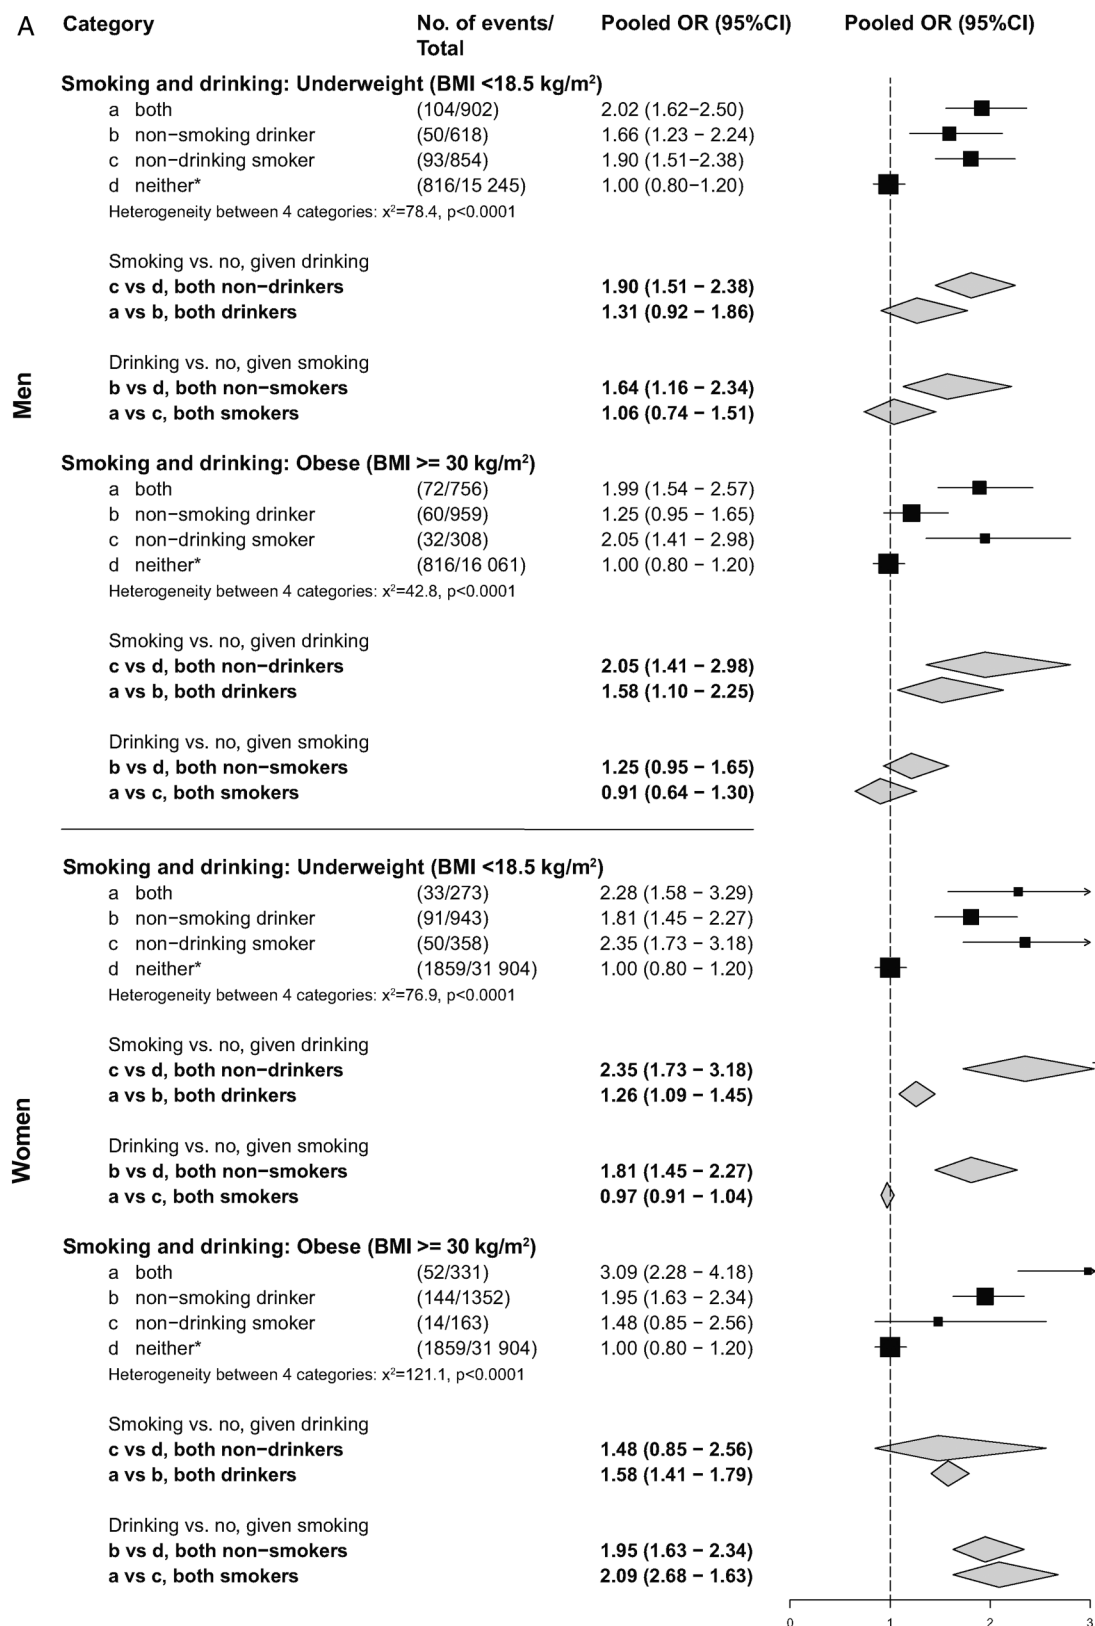 A Category No. of events/ Pooled OR (95%CI) Pooled OR (95%CI)
Total
Men
Smoking and drinking: Underweight (BMI <18.5 kg/m²)
a both (104/902) 2.02 (1.62−2.50)
b non−smoking drinker (50/618) 1.66 (1.23 − 2.24)
c non−drinking smoker (93/854) 1.90 (1.51−2.38)
d neither* (816/15 245) 1.00 (0.80−1.20)
Heterogeneity between 4 categories: x²=78.4, p<0.0001
Smoking vs. no, given drinking
c vs d, both non−drinkers 1.90 (1.51 − 2.38)
a vs b, both drinkers 1.31 (0.92 − 1.86)
Drinking vs. no, given smoking
b vs d, both non−smokers 1.64 (1.16 − 2.34)
a vs c, both smokers 1.06 (0.74 − 1.51)
Smoking and drinking: Obese (BMI >= 30 kg/m²)
a both (72/756) 1.99 (1.54 − 2.57)
b non−smoking drinker (60/959) 1.25 (0.95 − 1.65)
c non−drinking smoker (32/308) 2.05 (1.41 − 2.98)
d neither* (816/16 061) 1.00 (0.80 − 1.20)
Heterogeneity between 4 categories: x²=42.8, p<0.0001
Smoking vs. no, given drinking
c vs d, both non−drinkers 2.05 (1.41 − 2.98)
a vs b, both drinkers 1.58 (1.10 − 2.25)
Drinking vs. no, given smoking
b vs d, both non−smokers 1.25 (0.95 − 1.65)
a vs c, both smokers 0.91 (0.64 − 1.30)
Women
Smoking and drinking: Underweight (BMI <18.5 kg/m²)
a both (33/273) 2.28 (1.58 − 3.29)
b non−smoking drinker (91/943) 1.81 (1.45 − 2.27)
c non−drinking smoker (50/358) 2.35 (1.73 − 3.18)
d neither* (1859/31 904) 1.00 (0.80 − 1.20)
Heterogeneity between 4 categories: x²=76.9, p<0.0001
Smoking vs. no, given drinking
c vs d, both non−drinkers 2.35 (1.73 − 3.18)
a vs b, both drinkers 1.26 (1.09 − 1.45)
Drinking vs. no, given smoking
b vs d, both non−smokers 1.81 (1.45 − 2.27)
a vs c, both smokers 0.97 (0.91 − 1.04)
Smoking and drinking: Obese (BMI >= 30 kg/m²)
a both (52/331) 3.09 (2.28 − 4.18)
b non−smoking drinker (144/1352) 1.95 (1.63 − 2.34)
c non−drinking smoker (14/163) 1.48 (0.85 − 2.56)
d neither* (1859/31 904) 1.00 (0.80 − 1.20)
Heterogeneity between 4 categories: x²=121.1, p<0.0001
Smoking vs. no, given drinking
c vs d, both non−drinkers 1.48 (0.85 − 2.56)
a vs b, both drinkers 1.58 (1.41 − 1.79)
Drinking vs. no, given smoking
b vs d, both non−smokers 1.95 (1.63 − 2.34)
a vs c, both smokers 2.09 (2.68 − 1.63)
0 1 2 3